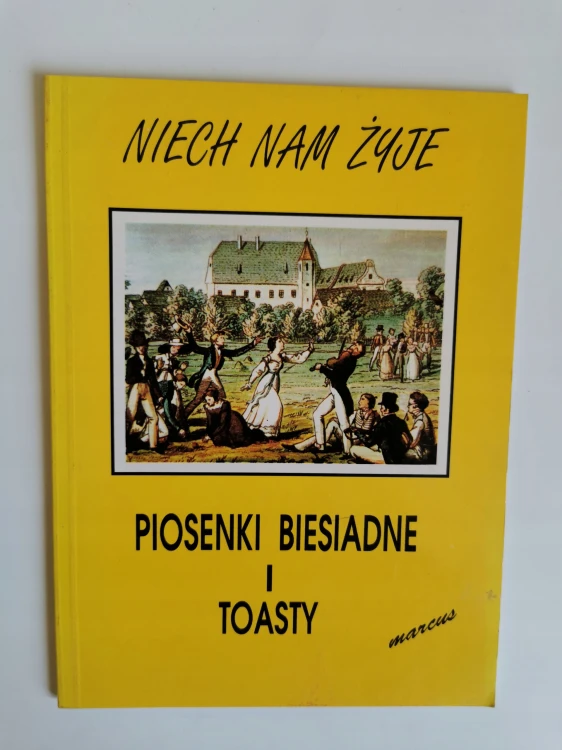 NIECH NAM ŻYJE
PIOSENKI BIESIADNE
I
TOASTY
marcus